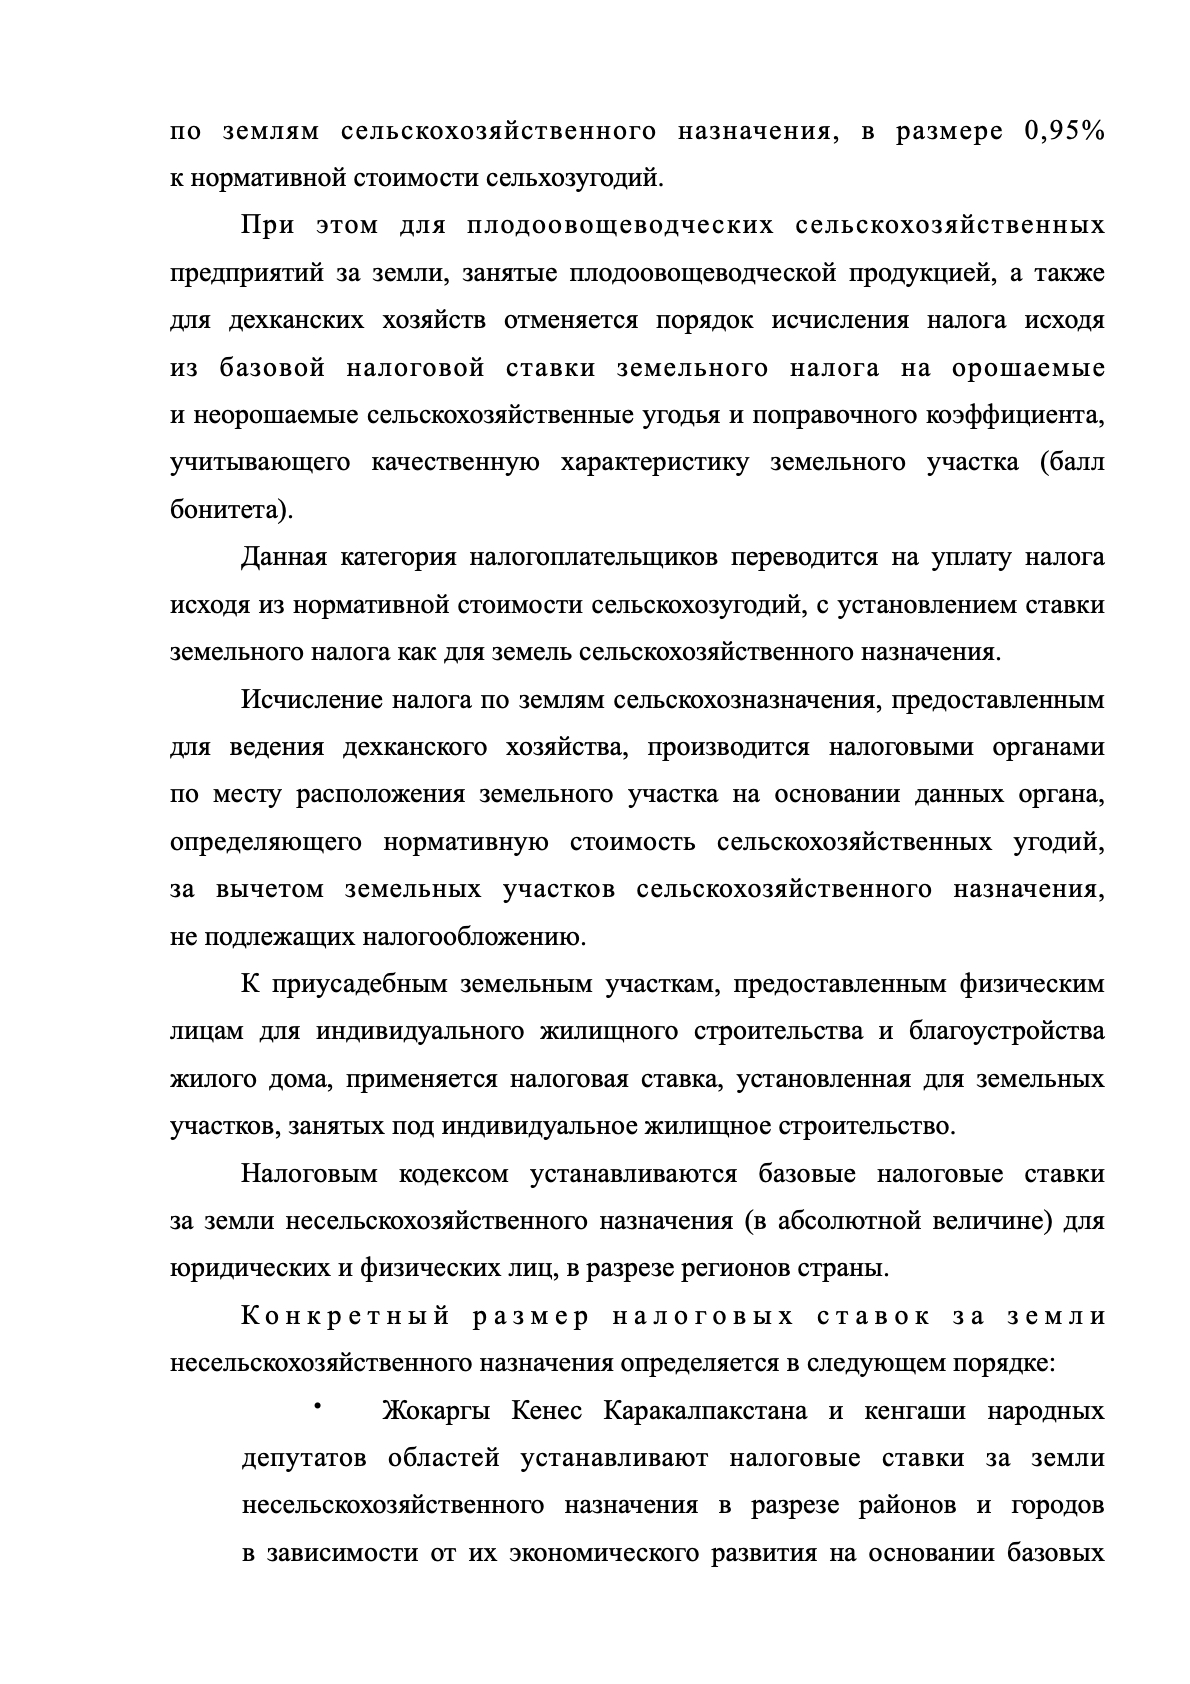 по землям сельскохозяйственного назначения, в размере 0,95%
к нормативной стоимости сельхозугодий.
При этом для плодоовощеводческих сельскохозяйственных
предприятий за земли, занятые плодоовощеводческой продукцией, а также
для дехканских хозяйств отменяется порядок исчисления налога исходя
из базовой налоговой ставки земельного налога на орошаемые
и неорошаемые сельскохозяйственные угодья и поправочного коэффициента,
учитывающего качественную характеристику земельного участка (балл
бонитета).
Данная категория налогоплательщиков переводится на уплату налога
исходя из нормативной стоимости сельскохозугодий, с установлением ставки
земельного налога как для земель сельскохозяйственного назначения.
Исчисление налога по землям сельскохозназначения, предоставленным
для ведения дехканского хозяйства, производится налоговыми органами
по месту расположения земельного участка на основании данных органа,
определяющего нормативную стоимость сельскохозяйственных угодий,
за вычетом земельных участков сельскохозяйственного назначения,
не подлежащих налогообложению.
К приусадебным земельным участкам, предоставленным физическим
лицам для индивидуального жилищного строительства и благоустройства
жилого дома, применяется налоговая ставка, установленная для земельных
участков, занятых под индивидуальное жилищное строительство.
Налоговым кодексом устанавливаются базовые налоговые ставки
за земли несельскохозяйственного назначения (в абсолютной величине) для
юридических и физических лиц, в разрезе регионов страны.
Конкретный размер налоговых ставок за земли
несельскохозяйственного назначения определяется в следующем порядке:
• Жокаргы Кенес Каракалпакстана и кенгаши народных
депутатов областей устанавливают налоговые ставки за земли
несельскохозяйственного назначения в разрезе районов и городов
в зависимости от их экономического развития на основании базовых